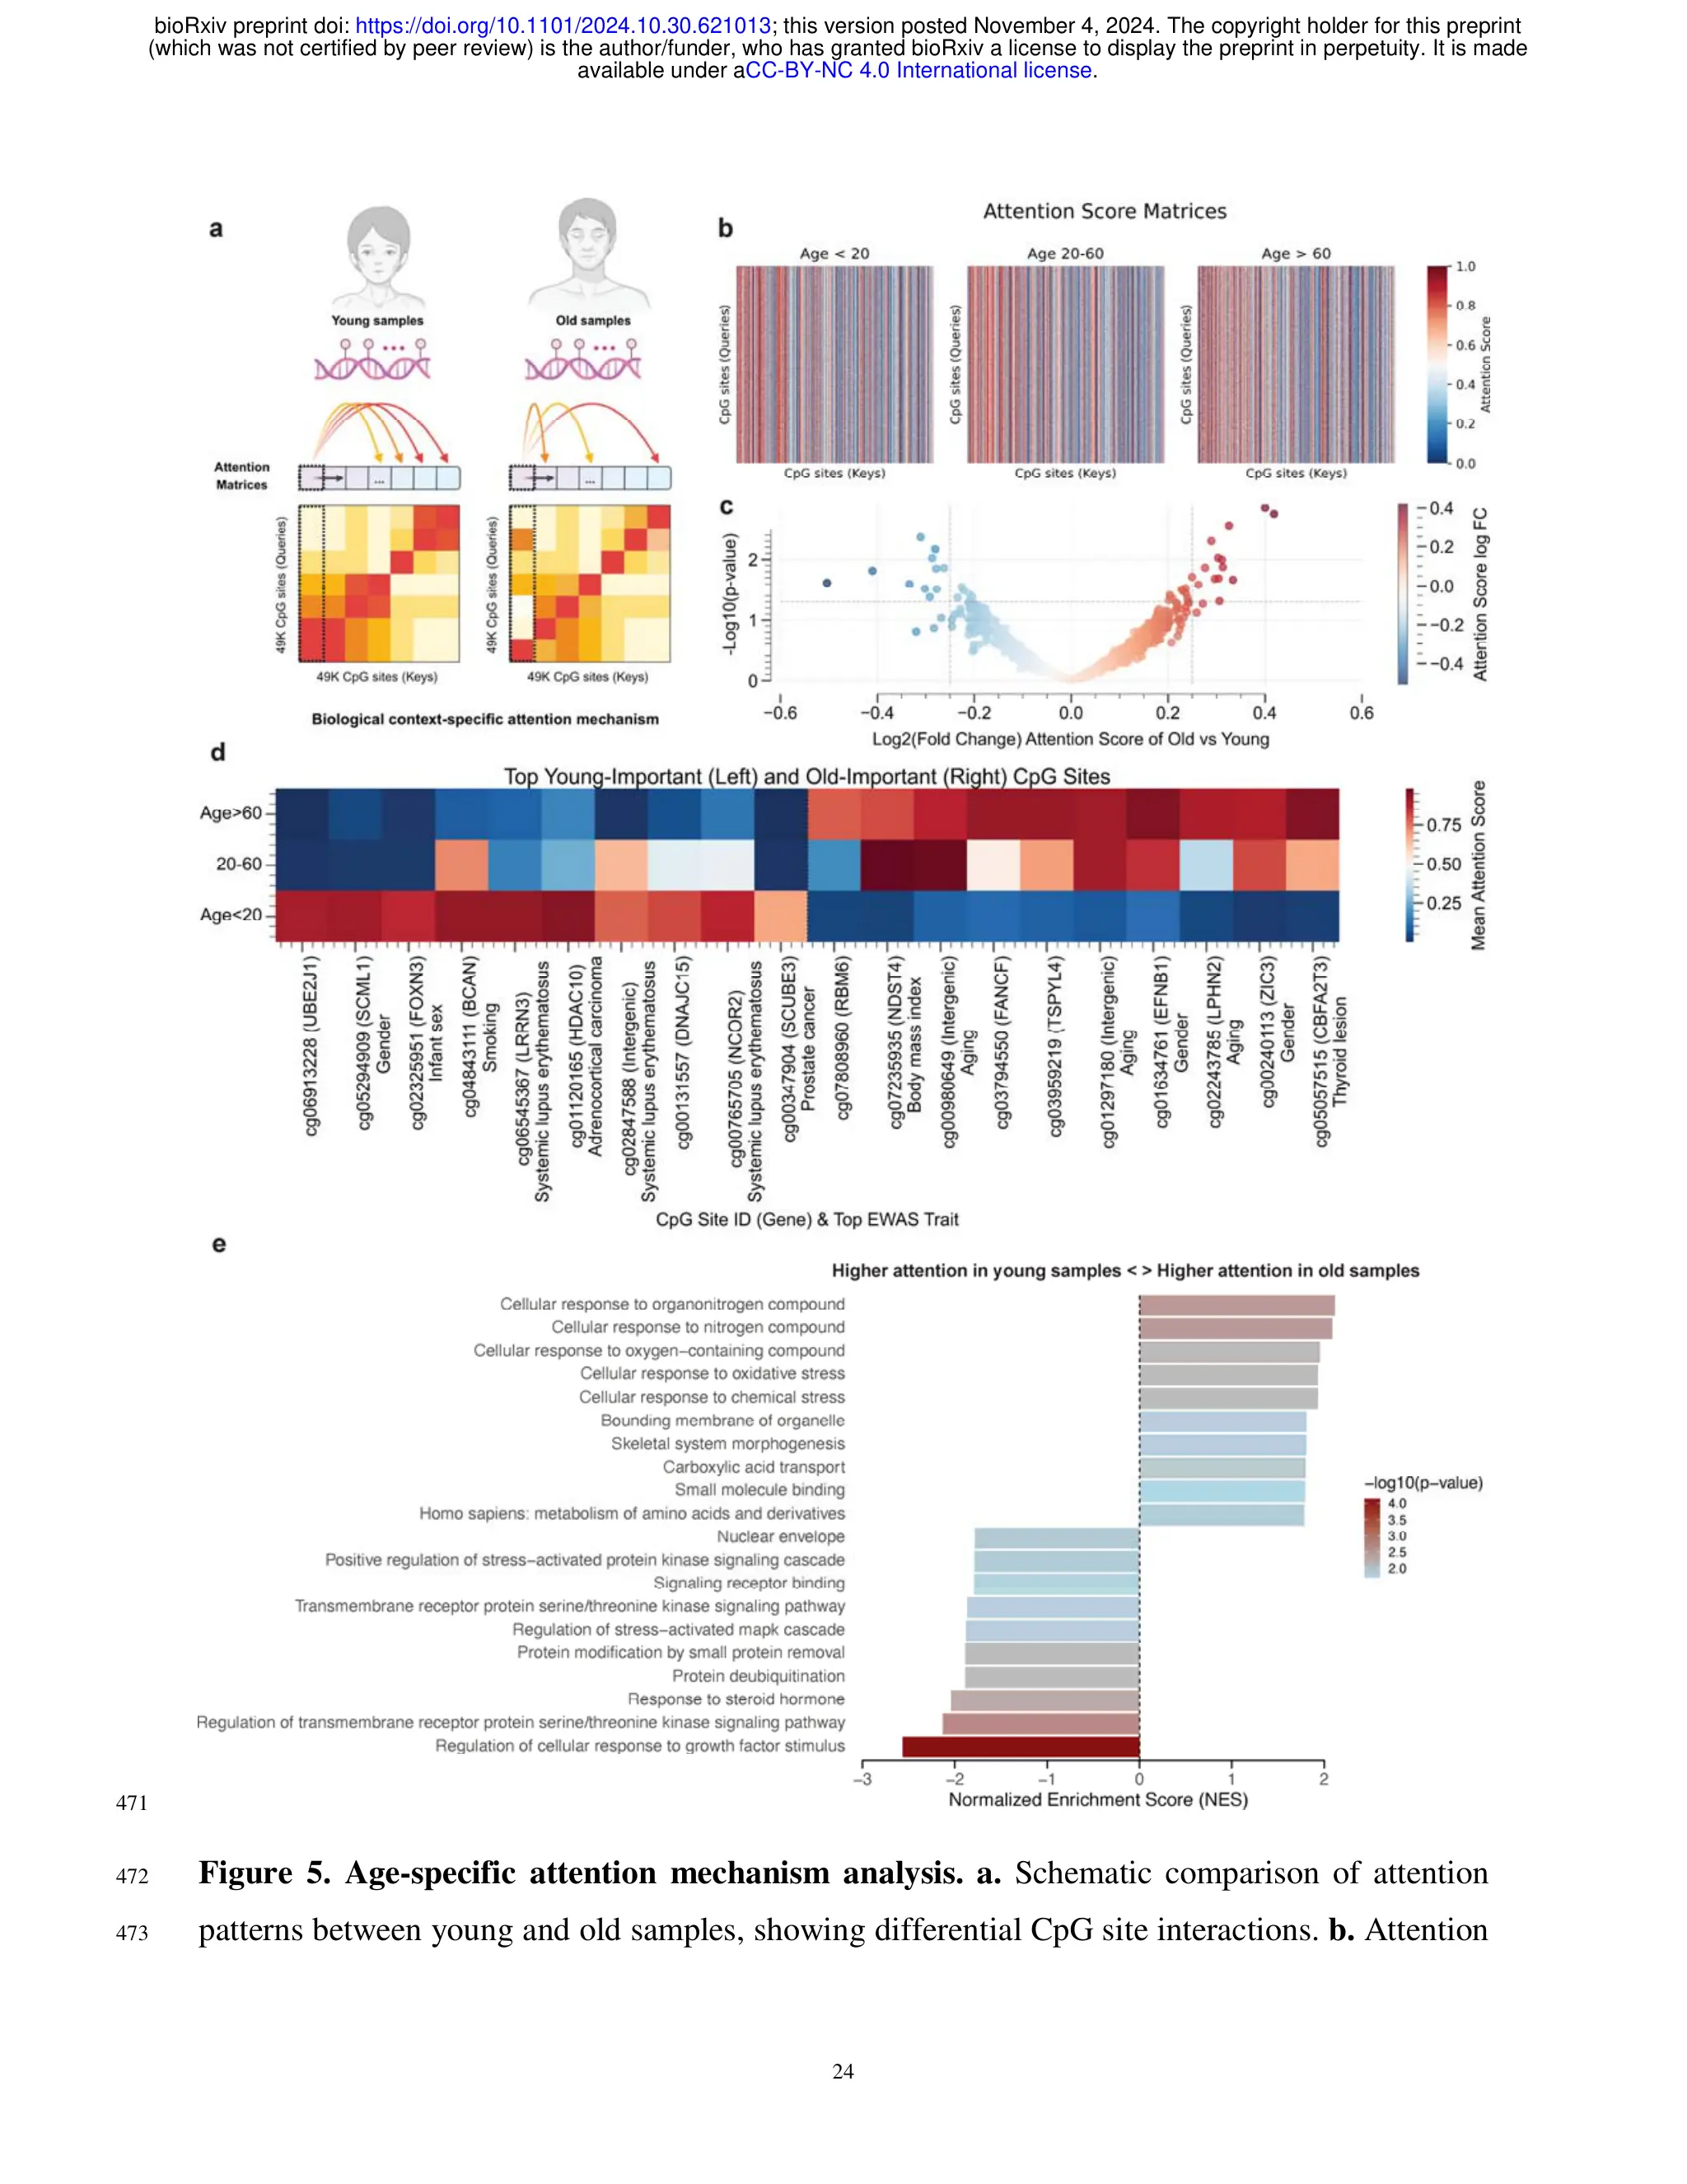 bioRxiv preprint doi: https://doi.org/10.1101/2024.10.30.621013; this version posted November 4, 2024. The copyright holder for this preprint
(which was not certified by peer review) is the author/funder, who has granted bioRxiv a license to display the preprint in perpetuity. It is made
available under aCC-BY-NC 4.0 International license.
a
Young samples
Old samples
Attention
Matrices
...
...
49K CpG sites (Queries)
49K CpG sites (Queries)
49K CpG sites (Keys)
49K CpG sites (Keys)
Biological context-specific attention mechanism
b
Attention Score Matrices
Age < 20
Age 20-60
Age > 60
CpG sites (Queries)
CpG sites (Queries)
CpG sites (Queries)
CpG sites (Keys)
CpG sites (Keys)
CpG sites (Keys)
1.0
0.8
0.6
0.4
0.2
0.0
Attention Score
c
-Log10(p-value)
2
1
0
−0.6
−0.4
−0.2
0.0
0.2
0.4
0.6
Log2(Fold Change) Attention Score of Old vs Young
0.4
0.2
0.0
−0.2
−0.4
Attention Score log FC
d
Top Young-Important (Left) and Old-Important (Right) CpG Sites
Age>60
20-60
Age<20
0.75
0.50
0.25
Mean Attention Score
cg06913228 (UBE2J1)
cg05294909 (SCML1)
Gender
cg02325951 (FOXN3)
Infant sex
cg04843111 (BCAN)
Smoking
cg06545367 (LRRN3)
Systemic lupus erythematosus
cg01120165 (HDAC10)
Adrenocortical carcinoma
cg02847588 (Intergenic)
Systemic lupus erythematosus
cg00131557 (DNAJC15)
cg00765705 (NCOR2)
Systemic lupus erythematosus
cg00347904 (SCUBE3)
Prostate cancer
cg07808960 (RBM6)
cg07235935 (NDST4)
Body mass index
cg00980649 (Intergenic)
Aging
cg03794550 (FANCF)
cg03959219 (TSPYL4)
cg01297180 (Intergenic)
Aging
cg01634761 (EFNB1)
Gender
cg02243785 (LPHN2)
Aging
cg00240113 (ZIC3)
Gender
cg05057515 (CBFA2T3)
Thyroid lesion
CpG Site ID (Gene) & Top EWAS Trait
e
Higher attention in young samples < > Higher attention in old samples
Cellular response to organonitrogen compound
Cellular response to nitrogen compound
Cellular response to oxygen−containing compound
Cellular response to oxidative stress
Cellular response to chemical stress
Bounding membrane of organelle
Skeletal system morphogenesis
Carboxylic acid transport
Small molecule binding
Homo sapiens: metabolism of amino acids and derivatives
Nuclear envelope
Positive regulation of stress−activated protein kinase signaling cascade
Signaling receptor binding
Transmembrane receptor protein serine/threonine kinase signaling pathway
Regulation of stress−activated mapk cascade
Protein modification by small protein removal
Protein deubiquitination
Response to steroid hormone
Regulation of transmembrane receptor protein serine/threonine kinase signaling pathway
Regulation of cellular response to growth factor stimulus
−3
−2
−1
0
1
2
Normalized Enrichment Score (NES)
−log10(p−value)
4.0
3.5
3.0
2.5
2.0
471
472 Figure 5. Age-specific attention mechanism analysis. a. Schematic comparison of attention
473 patterns between young and old samples, showing differential CpG site interactions. b. Attention
24